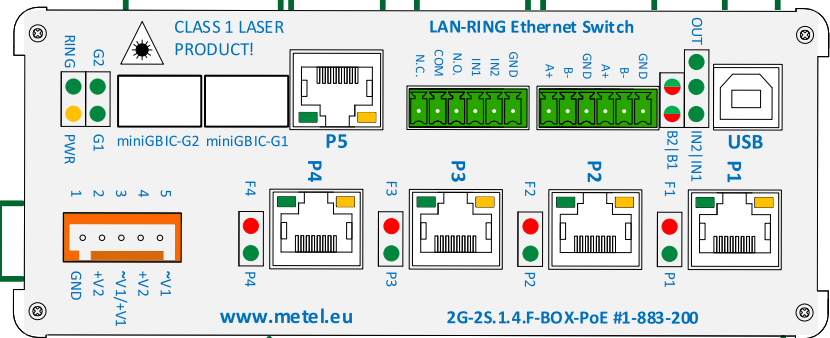 CLASS 1 LASER
PRODUCT!
LAN-RING Ethernet Switch
RING
G2
PWR
G1
miniGBIC-G2
miniGBIC-G1
P5
N.C.
COM
N.O.
IN1
IN2
GND
A+
B-
GND
A+
B-
GND
OUT
B2|B1
IN2|IN1
USB
1
2
3
4
5
GND
+V2
~V1/+V1
+V2
~V1
F4
P4
P4
F3
P3
P3
F2
P2
P2
F1
P1
P1
www.metel.eu
2G-2S.1.4.F-BOX-PoE #1-883-200